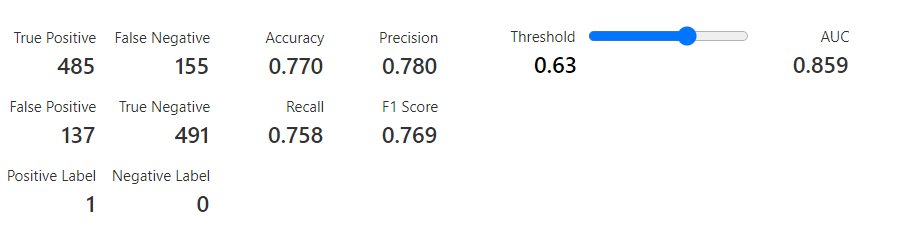 True Positive False Negative Accuracy Precision Threshold AUC
485 155 0.770 0.780 0.63 0.859
False Positive True Negative Recall F1 Score
137 491 0.758 0.769
Positive Label Negative Label
1 0